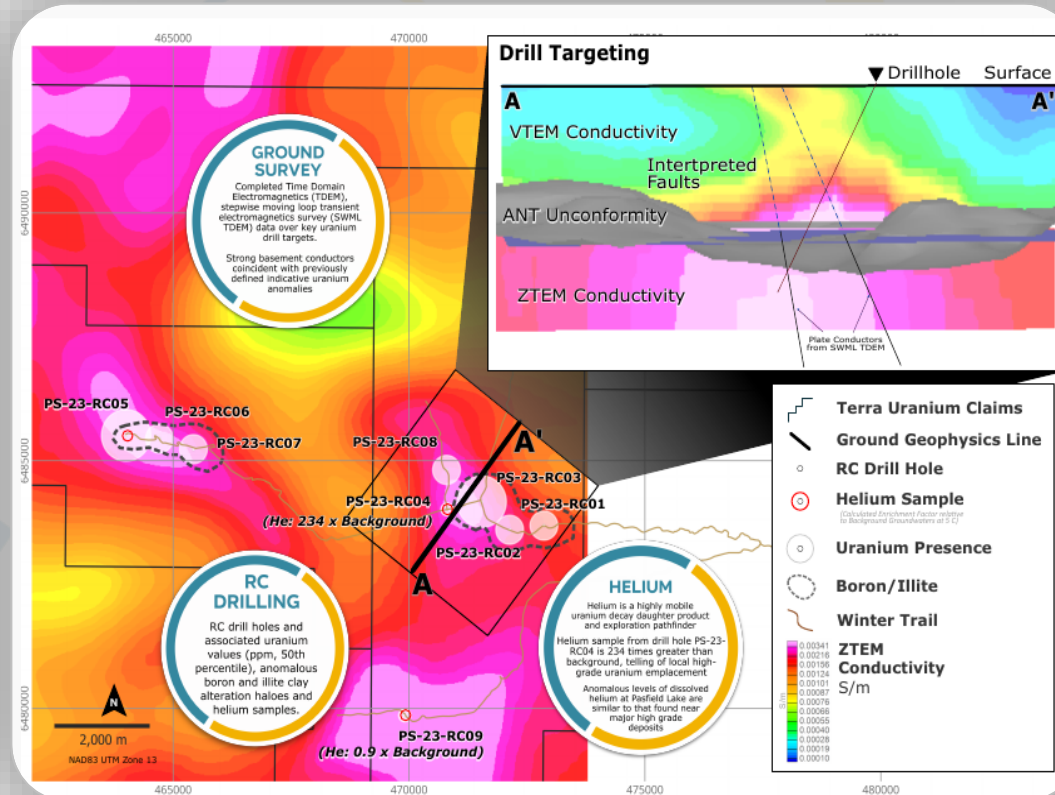 465000
470000
Drill Targeting
Drillhole
Surface
A
A'
VTEM Conductivity
Intertpreted
Faults
ANT Unconformity
ZTEM Conductivity
Plate Conductors
from SWML TDEM
6490000
GROUND
SURVEY
Completed Time Domain
Electromagnetics (TDEM),
stepwise moving loop transient
electromagnetics survey (SWML
TDEM) data over key uranium
drill targets.
Strong basement conductors
coincident with previously
defined indicative uranium
anomalies
PS-23-RC05
PS-23-RC06
PS-23-RC07
PS-23-RC08
A'
6485000
PS-23-RC03
PS-23-RC04
PS-23-RC01
(He: 234 x Background)
PS-23-RC02
A
Terra Uranium Claims
Ground Geophysics Line
RC Drill Hole
Helium Sample
(Calculated Enrichment Factor relative
to Background Groundwaters at 5 C)
Uranium Presence
Boron/Illite
Winter Trail
ZTEM
Conductivity
S/m
S/m
0.00341
0.00216
0.00156
0.00124
0.00101
0.00087
0.00076
0.00066
0.00055
0.00040
0.00028
0.00019
0.00010
RC
DRILLING
RC drill holes and
associated uranium
values (ppm, 50th
percentile), anomalous
boron and illite clay
alteration haloes and
helium samples.
HELIUM
Helium is a highly mobile
uranium decay daughter product
and exploration pathfinder
Helium sample from drill hole PS-23-
RC04 is 234 times greater than
background, telling of local high-
grade uranium emplacement
Anomalous levels of dissolved
helium at Pasfield Lake are
similar to that found near
major high grade
deposits
6480000
N
2,000 m
NAD83 UTM Zone 13
PS-23-RC09
(He: 0.9 x Background)
465000
470000
475000
480000